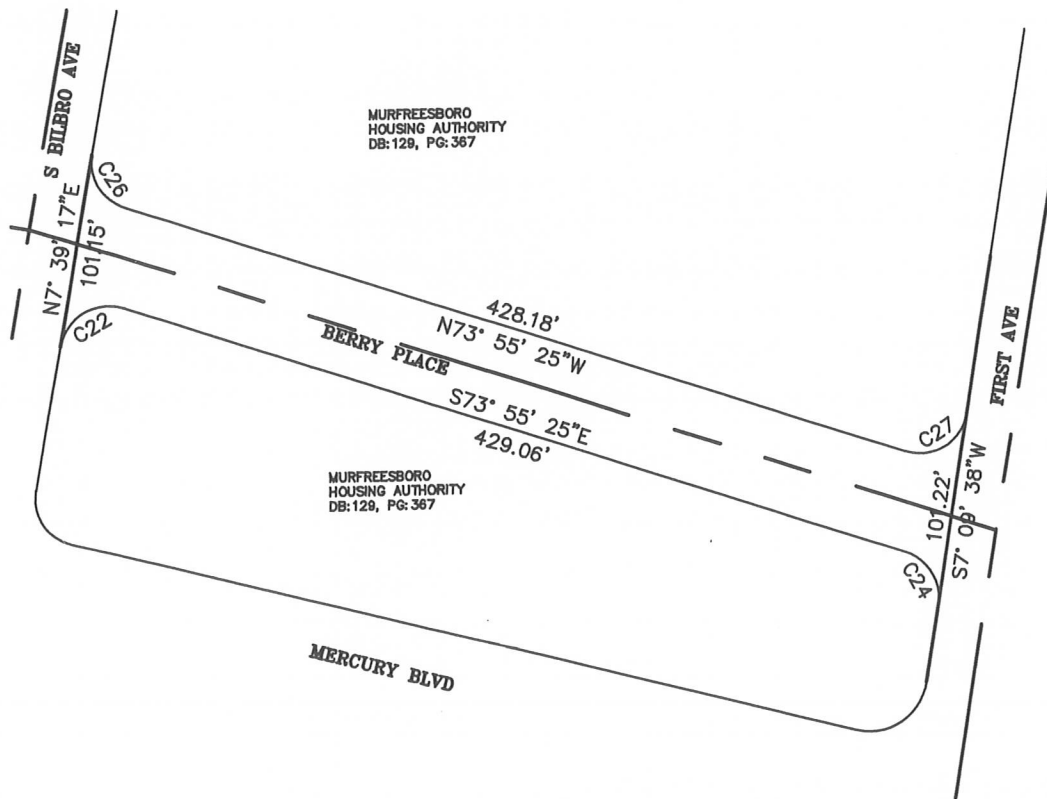 S BILBRO AVE
MURFREESBORO
HOUSING AUTHORITY
DB:129, PG:367
C26
N7° 39' 17"E
101.15'
C22
428.18'
N73° 55' 25"W
BERRY PLACE
S73° 55' 25"E
429.06'
FIRST AVE
C27
101.22'
S7° 09' 38"W
C24
MURFREESBORO
HOUSING AUTHORITY
DB:129, PG:367
MERCURY BLVD